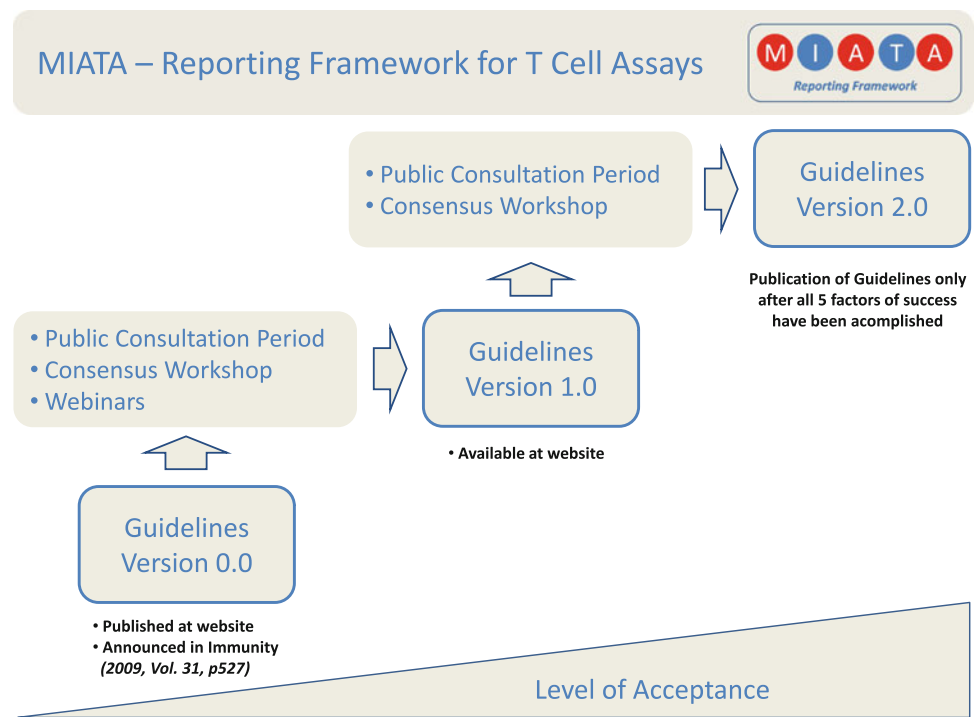 MIATA – Reporting Framework for T Cell Assays
M I A T A
Reporting Framework
• Public Consultation Period
• Consensus Workshop
Guidelines
Version 2.0
Publication of Guidelines only
after all 5 factors of success
have been acomplished
• Public Consultation Period
• Consensus Workshop
• Webinars
Guidelines
Version 1.0
• Available at website
Guidelines
Version 0.0
• Published at website
• Announced in Immunity
(2009, Vol. 31, p527)
Level of Acceptance